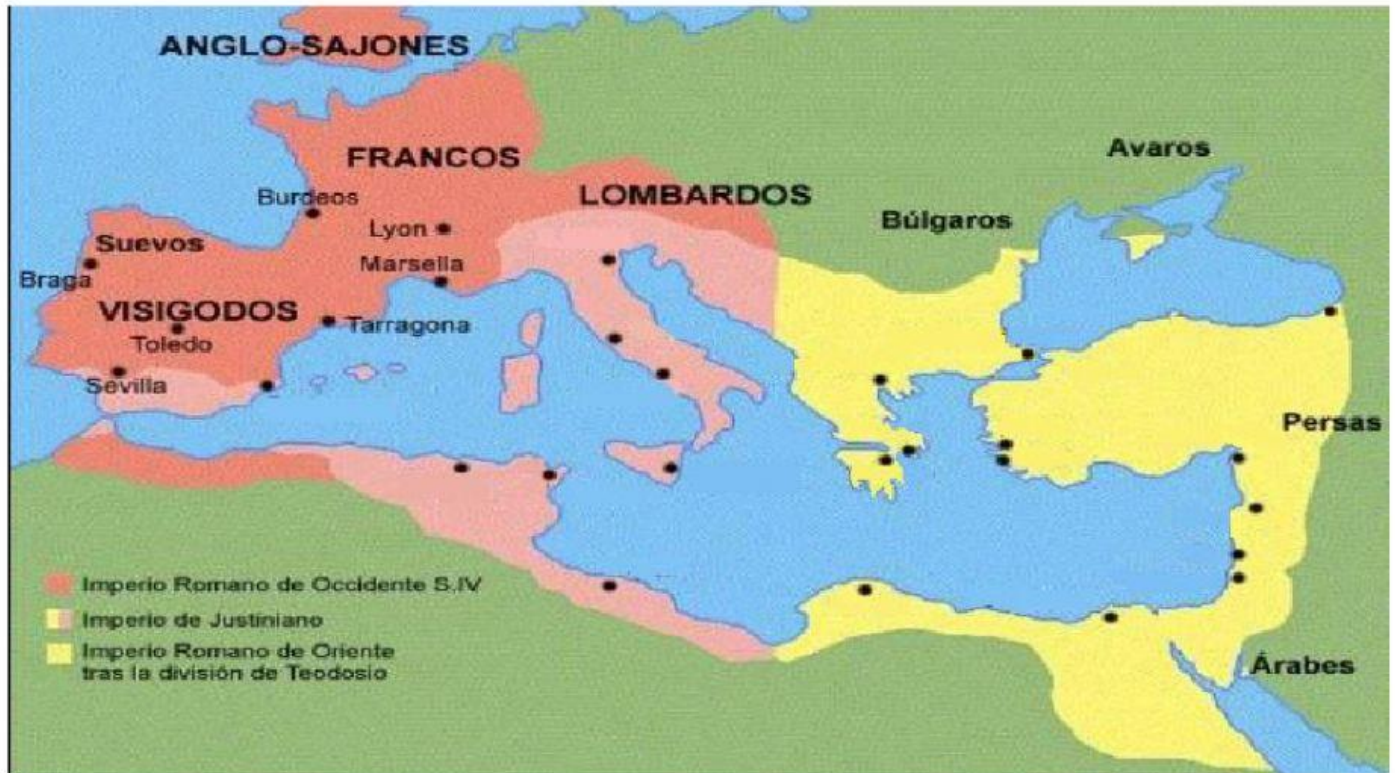 ANGLO-SAJONES
FRANCOS
LOMBARDOS
Avaros
Búlgaros
Burdeos
Lyon
Suevos
Marsella
Braga
VISIGODOS
Tarragona
Toledo
Sevilla
Persas
Árabes
Imperio Romano de Occidente S.IV
Imperio de Justiniano
Imperio Romano de Oriente
tras la división de Teodosio